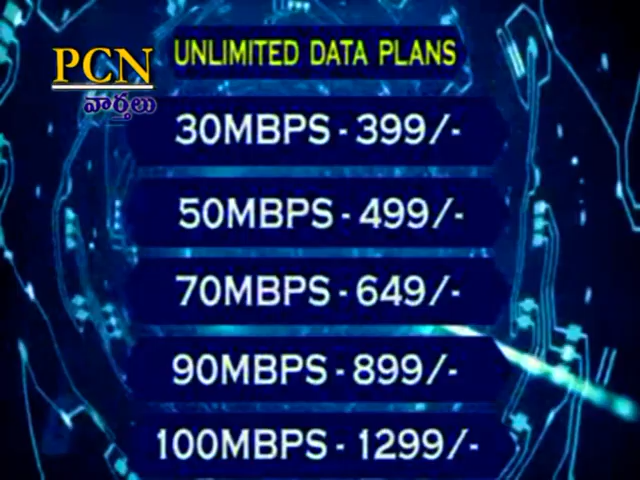 PCN
వార్తలు
UNLIMITED DATA PLANS
30MBPS - 399/-
50MBPS - 499/-
70MBPS - 649/-
90MBPS - 899/-
100MBPS - 1299/-